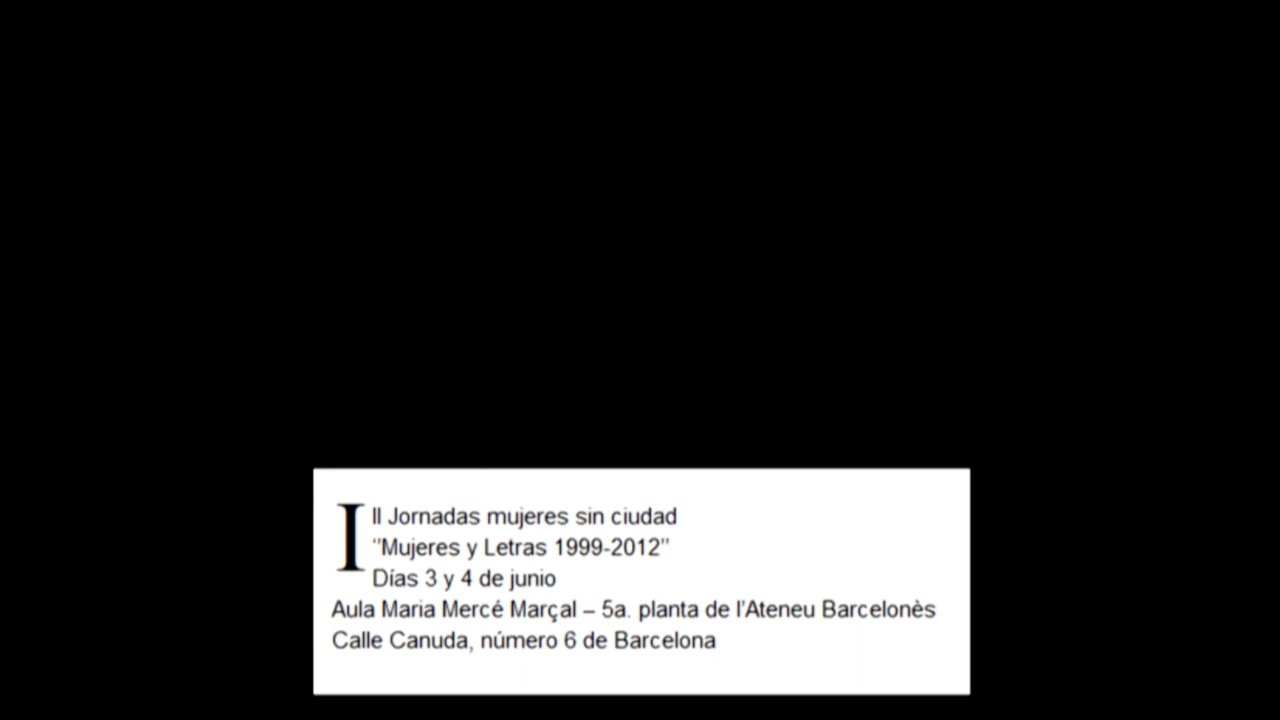 III Jornadas mujeres sin ciudad
"Mujeres y Letras 1999-2012"
Días 3 y 4 de junio
Aula Maria Mercé Marçal – 5a. planta de l'Ateneu Barcelonès
Calle Canuda, número 6 de Barcelona